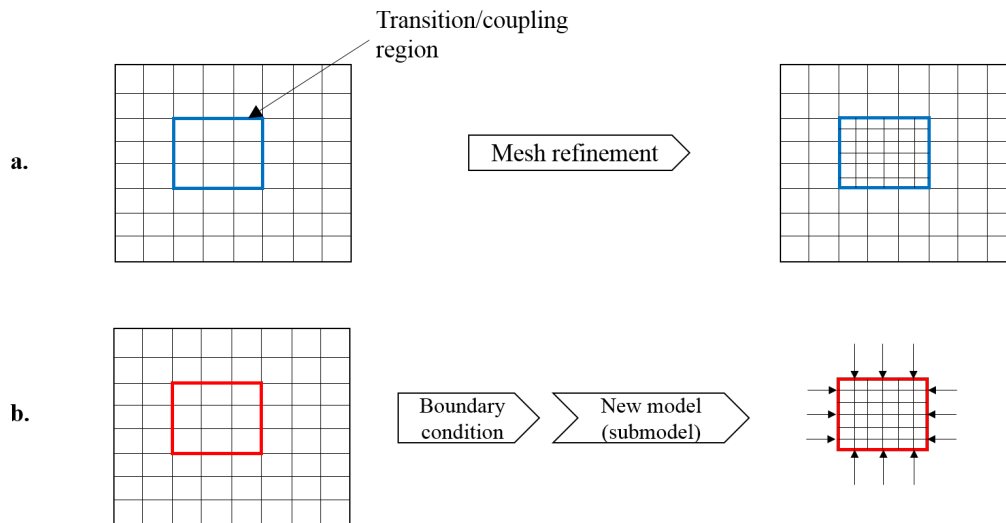 Transition/coupling
region
a.
Mesh refinement
b.
Boundary
condition
New model
(submodel)